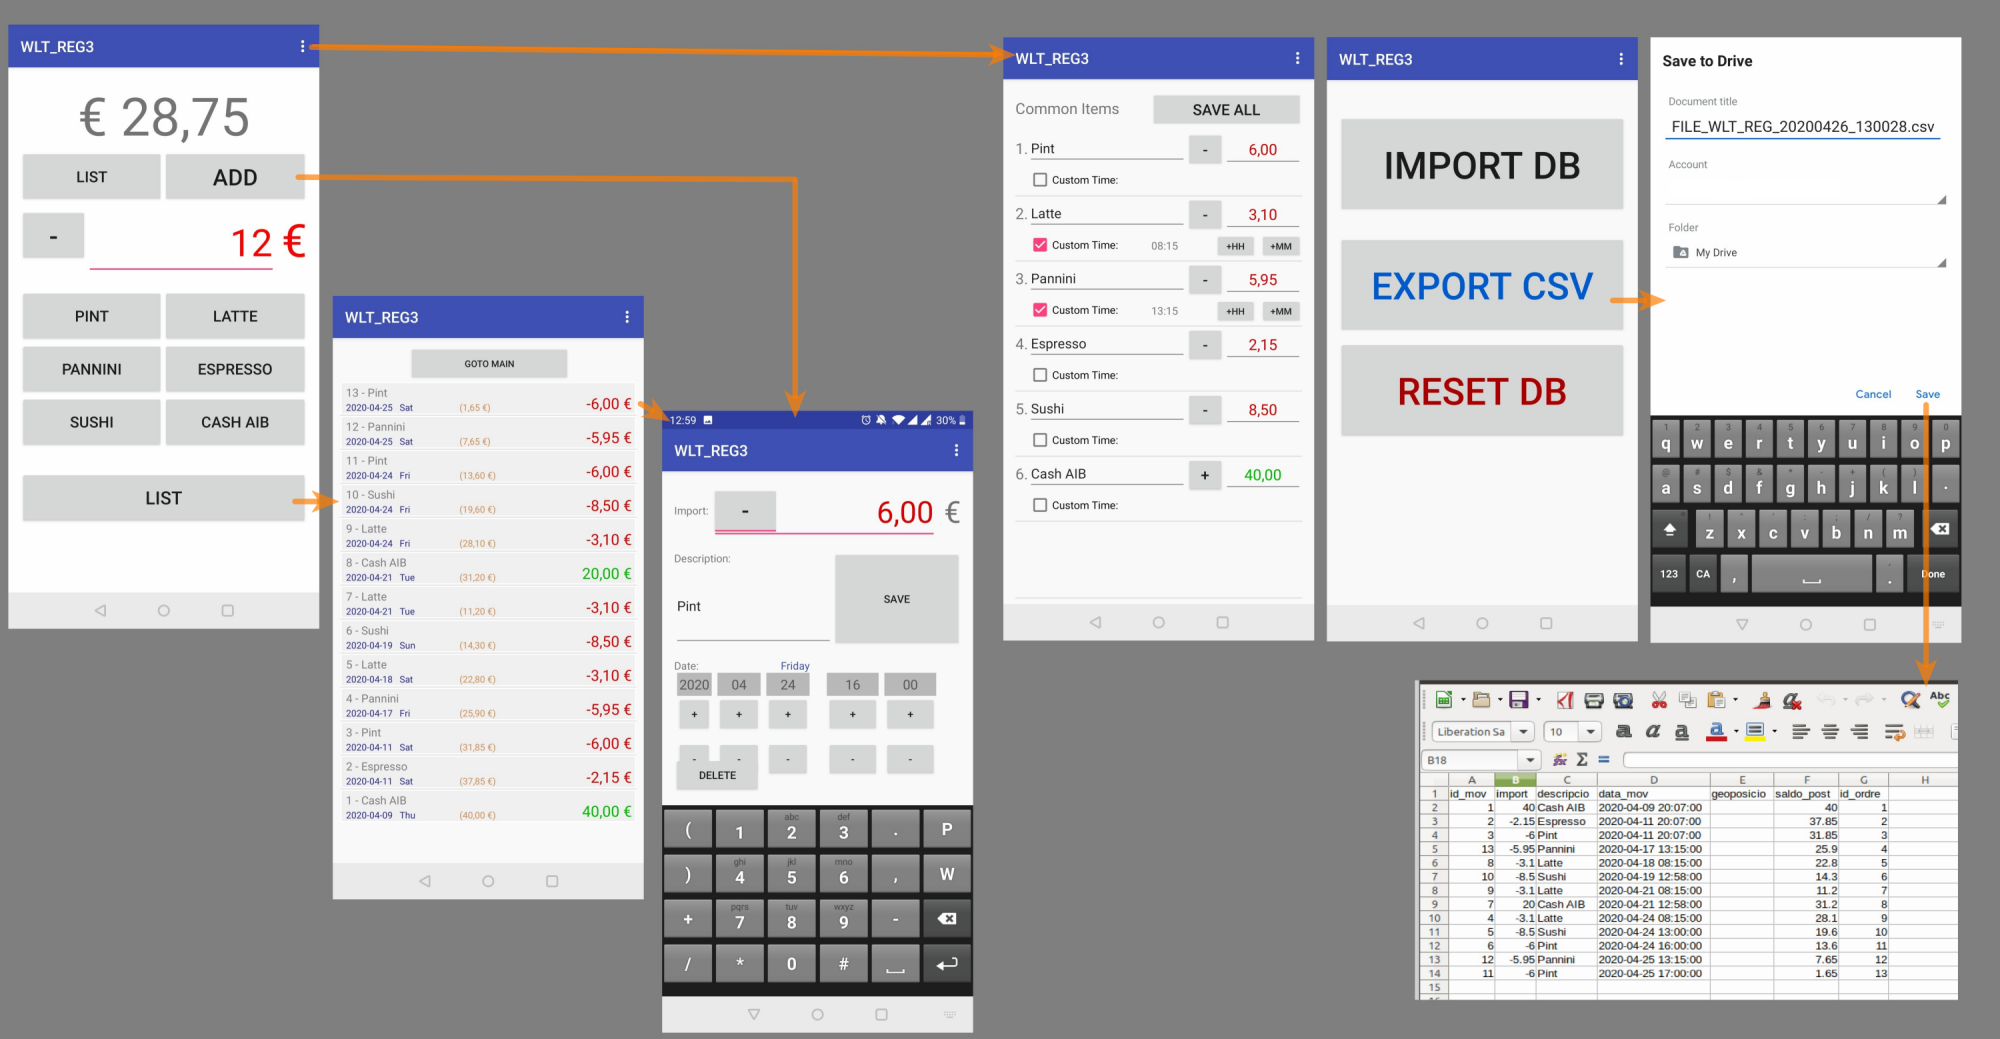 WLT_REG3
€ 28,75
LIST
ADD
-
12 €
PINT
LATTE
PANNINI
ESPRESSO
SUSHI
CASH AIB
LIST
WLT_REG3
GOTO MAIN
13 - Pint
2020-04-25 Sat (1,65 €) -6,00 €
12 - Pannini
2020-04-25 Sat (7,65 €) -5,95 €
11 - Pint
2020-04-24 Fri (13,60 €) -6,00 €
10 - Sushi
2020-04-24 Fri (19,60 €) -8,50 €
9 - Latte
2020-04-24 Fri (28,10 €) -3,10 €
8 - Cash AIB
2020-04-21 Tue (31,20 €) 20,00 €
7 - Latte
2020-04-21 Tue (11,20 €) -3,10 €
6 - Sushi
2020-04-19 Sun (14,30 €) -8,50 €
5 - Latte
2020-04-18 Sat (22,80 €) -3,10 €
4 - Pannini
2020-04-17 Fri (25,90 €) -5,95 €
3 - Pint
2020-04-11 Sat (31,85 €) -6,00 €
2 - Espresso
2020-04-11 Sat (37,85 €) -2,15 €
1 - Cash AIB
2020-04-09 Thu (40,00 €) 40,00 €
12:59 30%
WLT_REG3
Import: - 6,00 €
Description:
Pint
SAVE
Date: Friday
2020 04 24 16 00
+ + + + +
- - - - -
DELETE
( 1 abc 2 def 3 . P
) ghi 4 jkl 5 mno 6 , W
+ pqrs 7 tuv 8 wxyz 9 -
/ * 0 #
WLT_REG3
Common Items SAVE ALL
1. Pint - 6,00
Custom Time:
2. Latte - 3,10
Custom Time: 08:15 +HH +MM
3. Pannini - 5,95
Custom Time: 13:15 +HH +MM
4. Espresso - 2,15
Custom Time:
5. Sushi - 8,50
Custom Time:
6. Cash AIB + 40,00
Custom Time:
WLT_REG3
IMPORT DB
EXPORT CSV
RESET DB
Save to Drive
Document title
FILE_WLT_REG_20200426_130028.csv
Account
Folder
My Drive
Cancel Save
1 2 3 4 5 6 7 8 9 0
q w e r t y u i o p
a s d f g h j k l
z x c v b n m
123 CA , . Done
Liberation Sa 10
B18 Σ =
A B C D E F G H
1 id_mov import descripcio data_mov geoposicio saldo_post id_ordre
2 1 40 Cash AIB 2020-04-09 20:07:00 40 1
3 2 -2.15 Espresso 2020-04-11 20:07:00 37.85 2
4 3 -6 Pint 2020-04-11 20:07:00 31.85 3
5 13 -5.95 Pannini 2020-04-17 13:15:00 25.9 4
6 8 -3.1 Latte 2020-04-18 08:15:00 22.8 5
7 10 -8.5 Sushi 2020-04-19 12:58:00 14.3 6
8 9 -3.1 Latte 2020-04-21 08:15:00 11.2 7
9 7 20 Cash AIB 2020-04-21 12:58:00 31.2 8
10 4 -3.1 Latte 2020-04-24 08:15:00 28.1 9
11 5 -8.5 Sushi 2020-04-24 13:00:00 19.6 10
12 6 -6 Pint 2020-04-24 16:00:00 13.6 11
13 12 -5.95 Pannini 2020-04-25 13:15:00 7.65 12
14 11 -6 Pint 2020-04-25 17:00:00 1.65 13
15